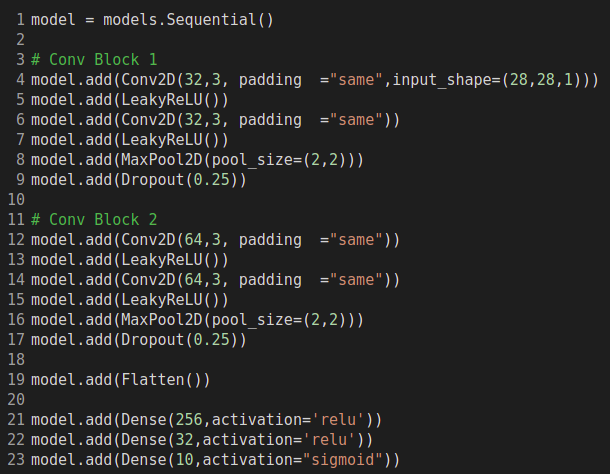 1 model = models.Sequential()
2
3 # Conv Block 1
4 model.add(Conv2D(32,3, padding  ="same",input_shape=(28,28,1)))
5 model.add(LeakyReLU())
6 model.add(Conv2D(32,3, padding  ="same"))
7 model.add(LeakyReLU())
8 model.add(MaxPool2D(pool_size=(2,2)))
9 model.add(Dropout(0.25))
10
11 # Conv Block 2
12 model.add(Conv2D(64,3, padding  ="same"))
13 model.add(LeakyReLU())
14 model.add(Conv2D(64,3, padding  ="same"))
15 model.add(LeakyReLU())
16 model.add(MaxPool2D(pool_size=(2,2)))
17 model.add(Dropout(0.25))
18
19 model.add(Flatten())
20
21 model.add(Dense(256,activation='relu'))
22 model.add(Dense(32,activation='relu'))
23 model.add(Dense(10,activation="sigmoid"))